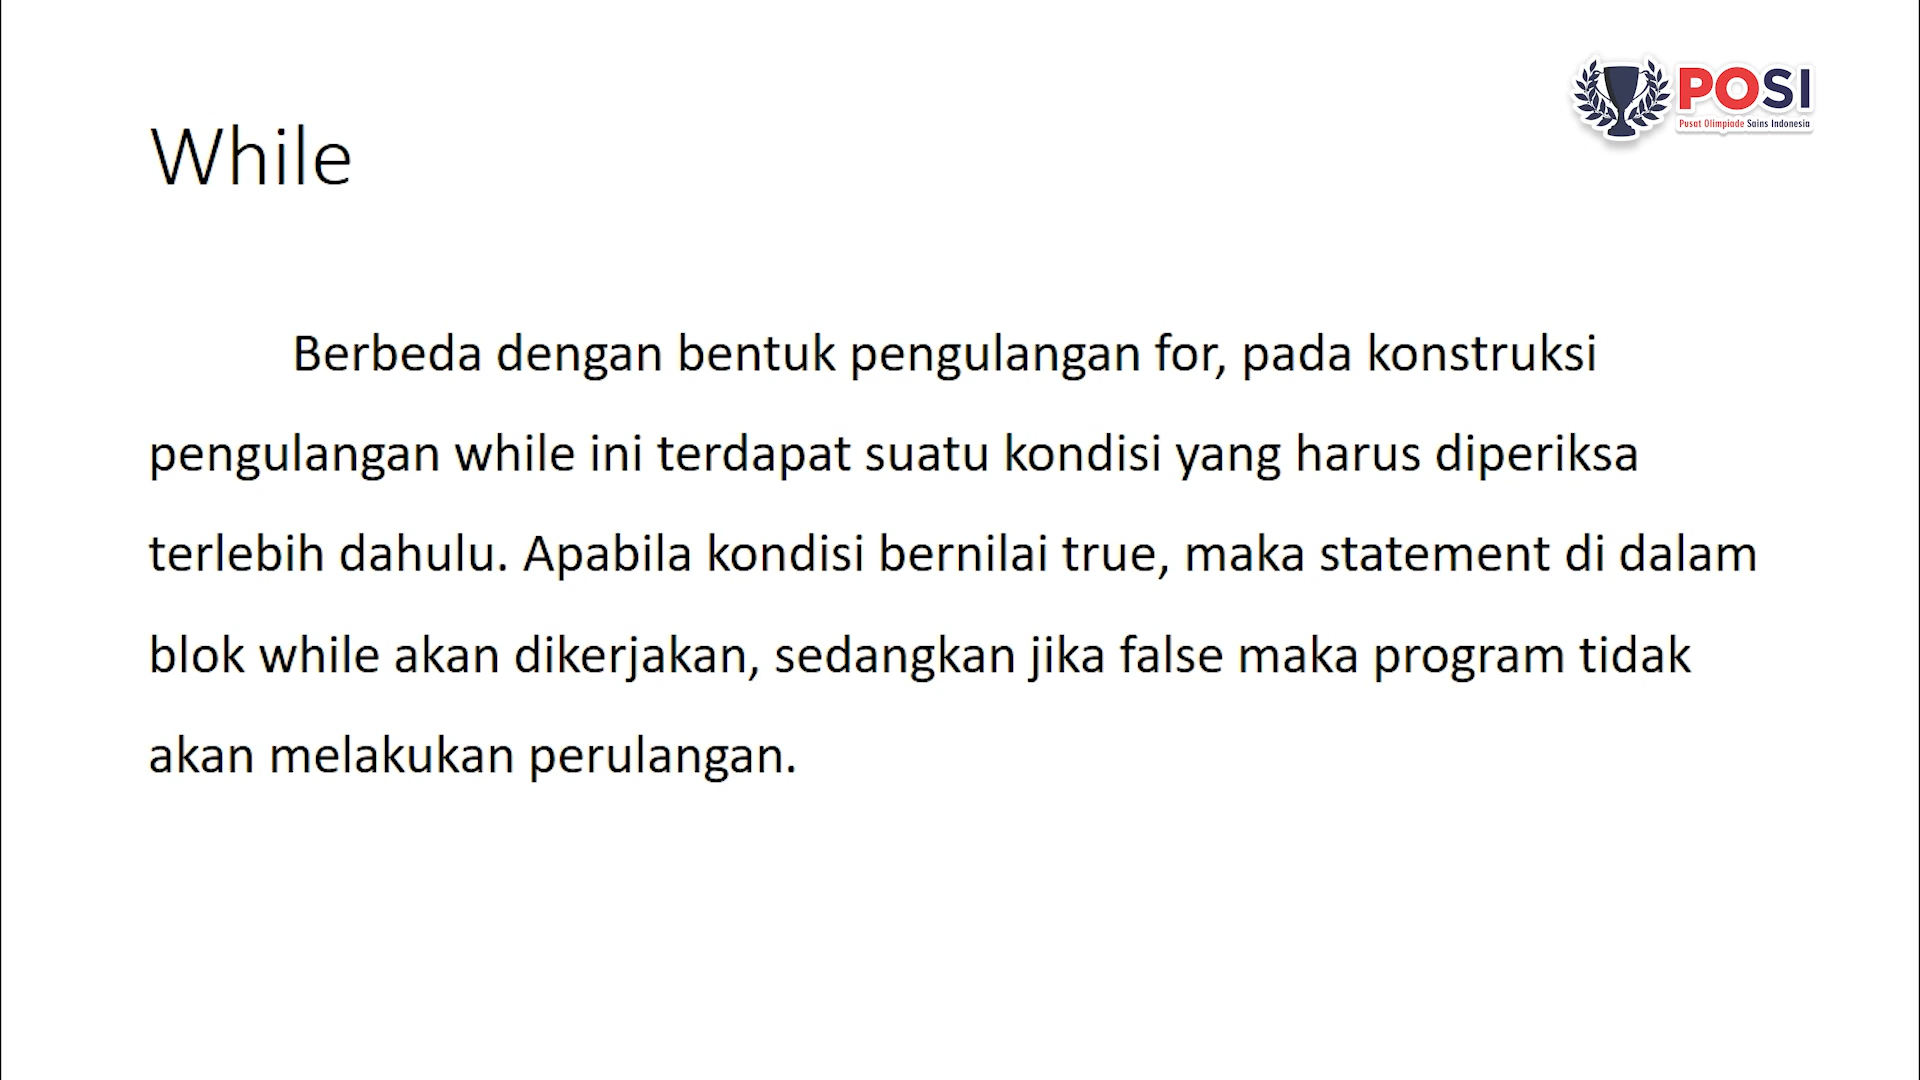 POSI
Pusat Olimpiade Sains Indonesia
While
Berbeda dengan bentuk pengulangan for, pada konstruksi
pengulangan while ini terdapat suatu kondisi yang harus diperiksa
terlebih dahulu. Apabila kondisi bernilai true, maka statement di dalam
blok while akan dikerjakan, sedangkan jika false maka program tidak
akan melakukan perulangan.